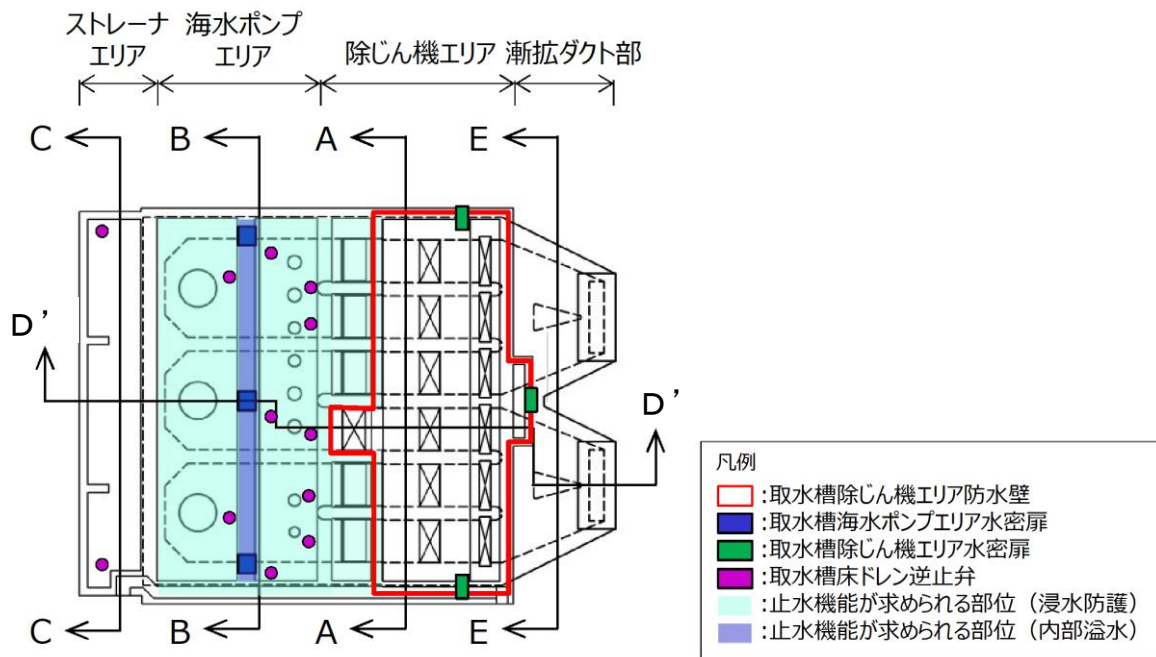 ストレーナ
エリア
海水ポンプ
エリア
除じん機エリア
漸拡ダクト部
C
B
A
E
D’
D’
C
B
A
E
凡例
:取水槽除じん機エリア防水壁
:取水槽海水ポンプエリア水密扉
:取水槽除じん機エリア水密扉
:取水槽床ドレン逆止弁
:止水機能が求められる部位（浸水防護）
:止水機能が求められる部位（内部溢水）